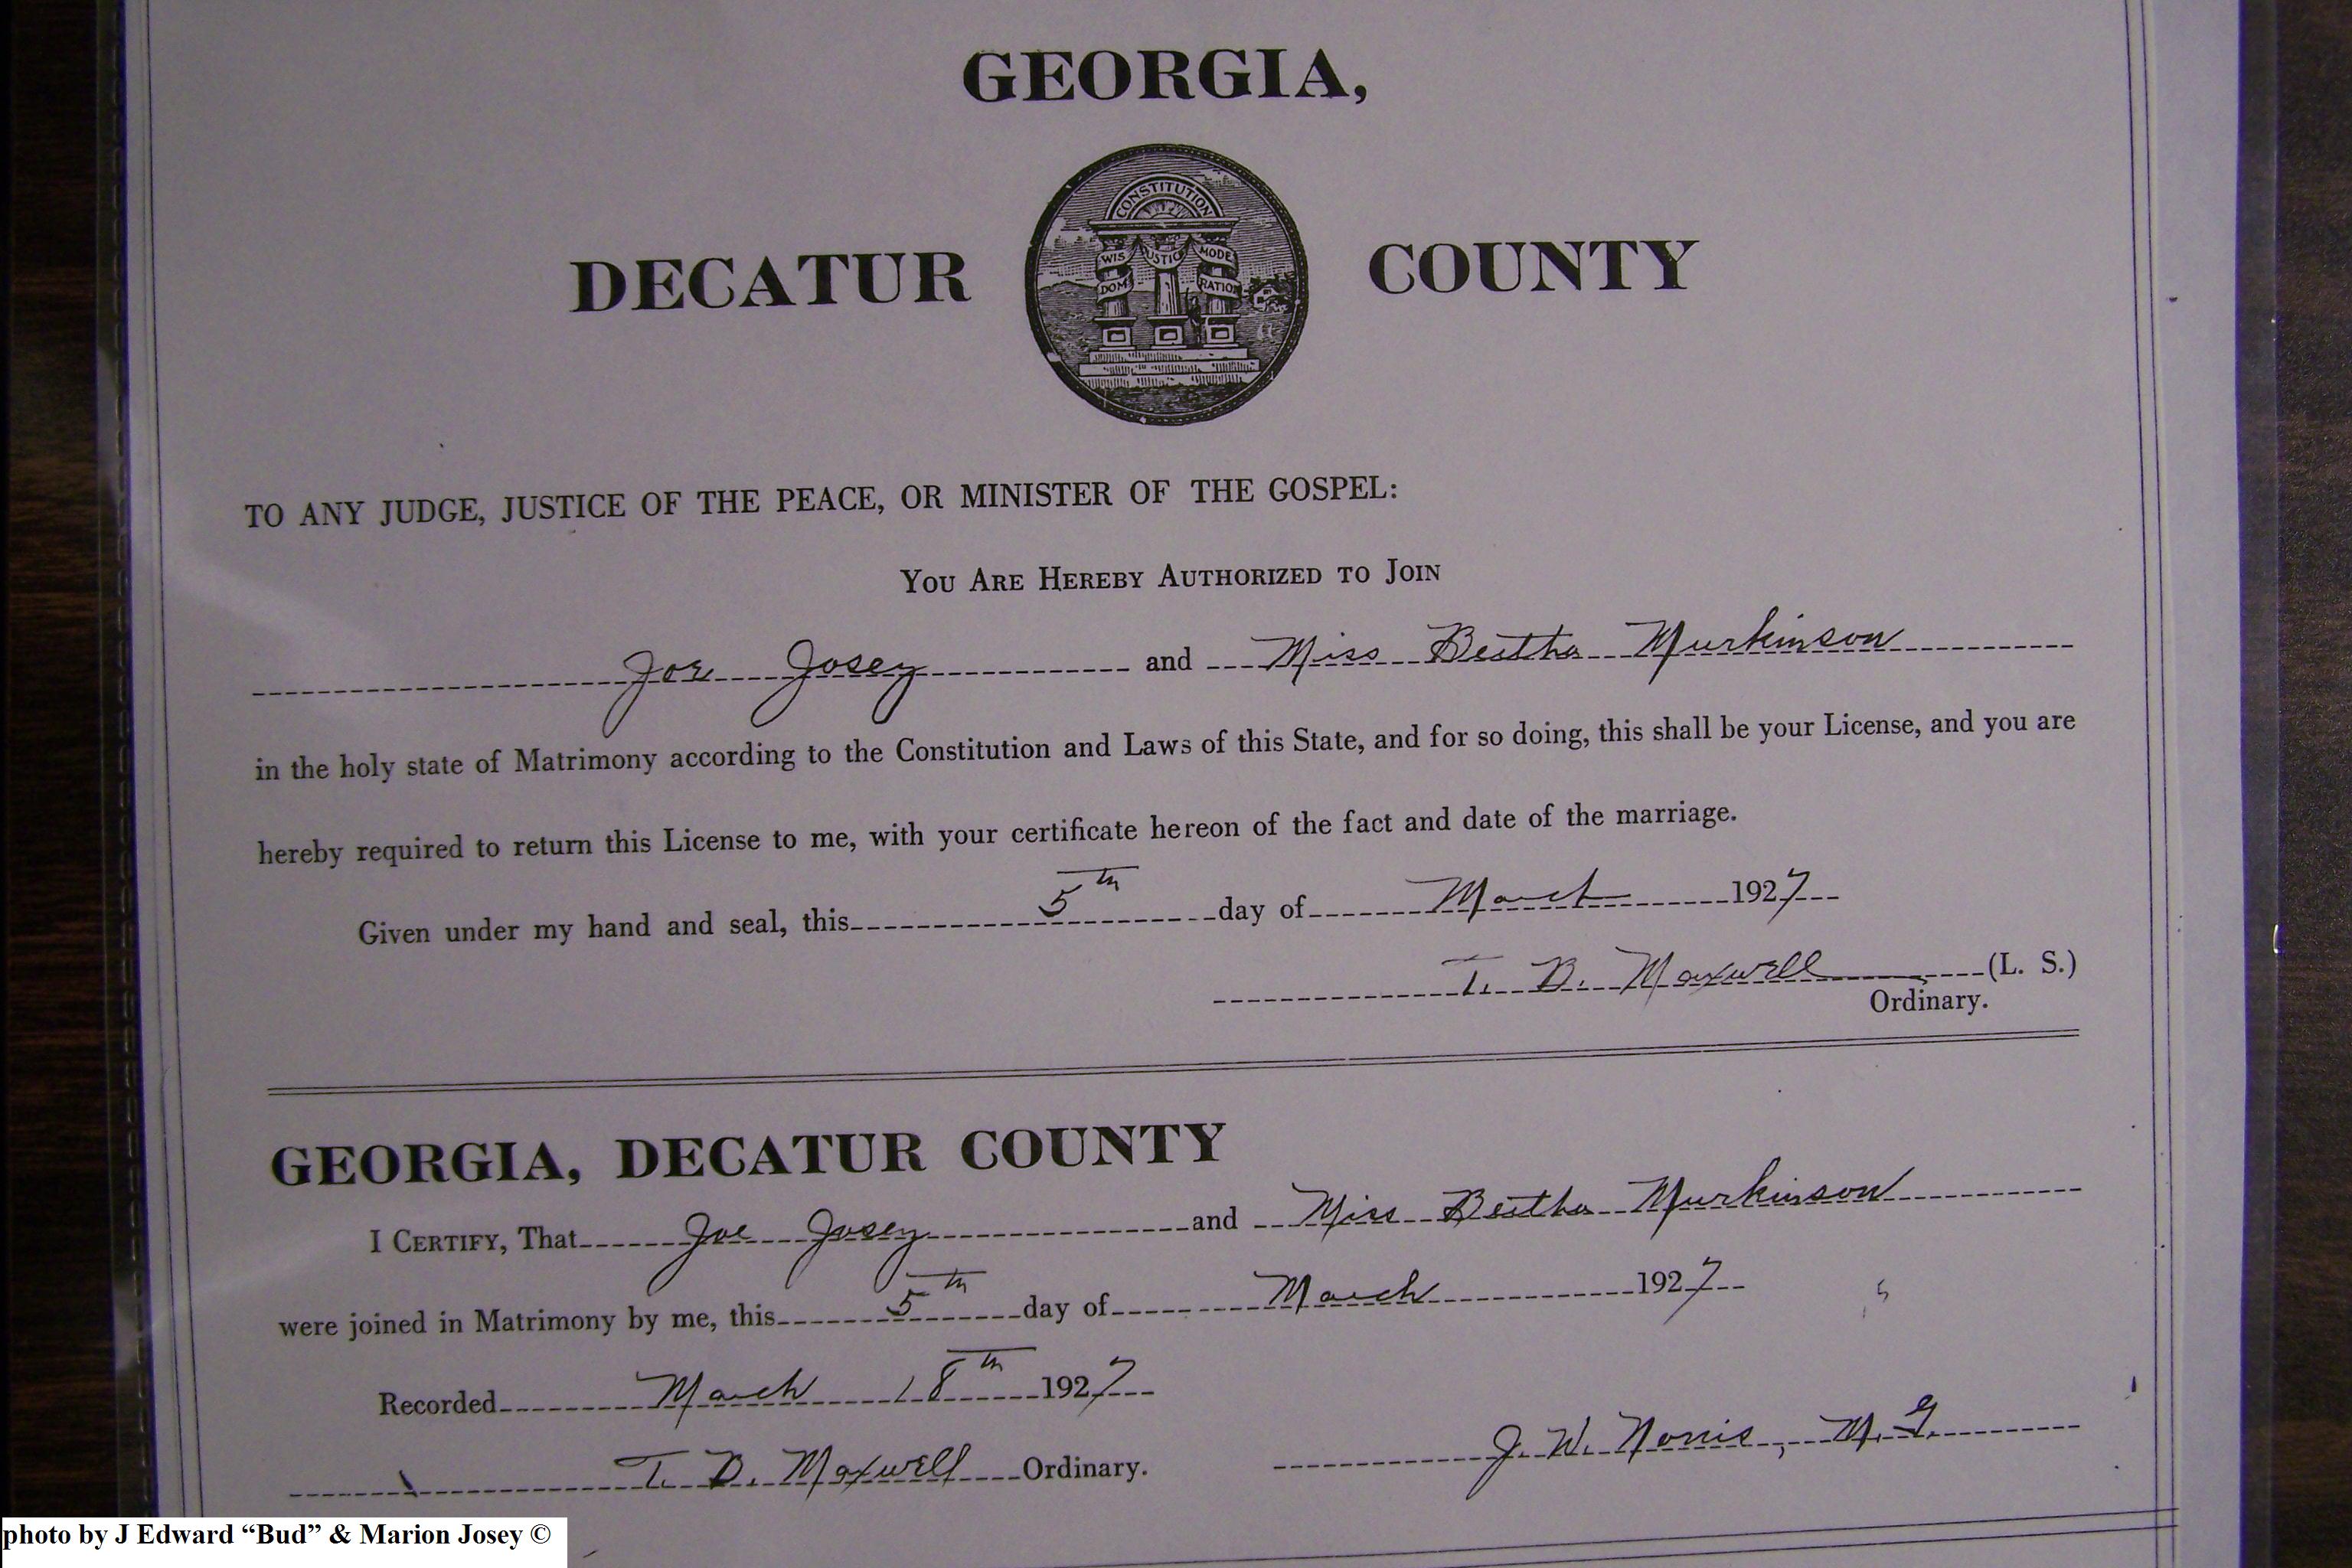 GEORGIA,
DECATUR COUNTY
CONSTITUTION
WIS JUSTICE MODE
DOM RATION
TO ANY JUDGE, JUSTICE OF THE PEACE, OR MINISTER OF THE GOSPEL:
YOU ARE HEREBY AUTHORIZED TO JOIN
Joe Josey and Miss Beatha Murkinson
in the holy state of Matrimony according to the Constitution and Laws of this State, and for so doing, this shall be your License, and you are
hereby required to return this License to me, with your certificate hereon of the fact and date of the marriage.
Given under my hand and seal, this 5th day of March 1927
T. D. Maxwell (L. S.)
Ordinary.
GEORGIA, DECATUR COUNTY
I CERTIFY, That Joe Josey and Miss Beatha Murkinson
were joined in Matrimony by me, this 5th day of March 1927
Recorded March 18th 1927
T. D. Maxwell Ordinary. J. W. Norris, M. G.
photo by J Edward “Bud” & Marion Josey ©